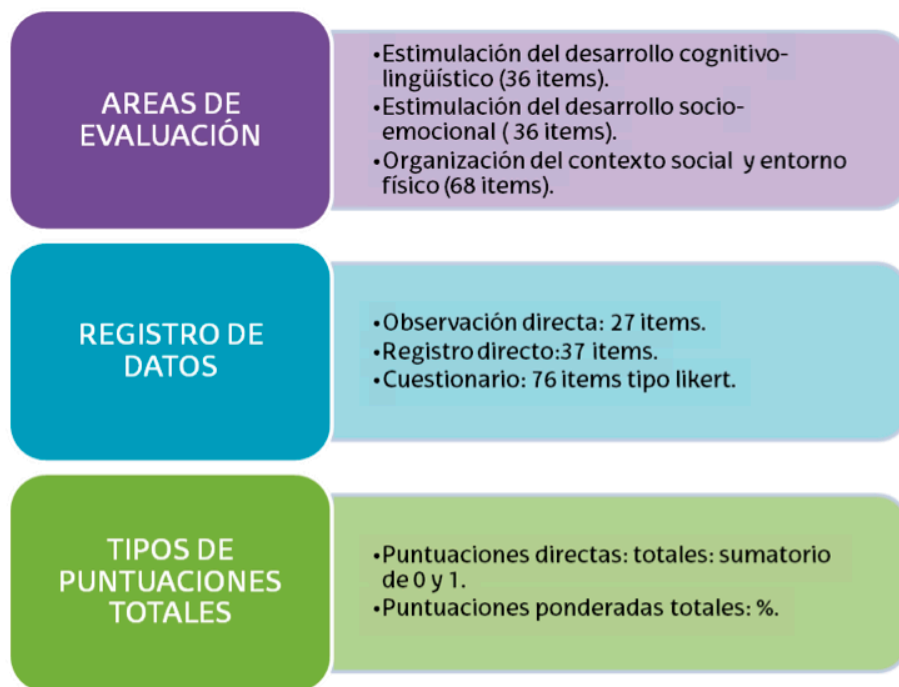 AREAS DE
EVALUACIÓN
•Estimulación del desarrollo cognitivo-
lingüístico (36 items).
•Estimulación del desarrollo socio-
emocional ( 36 items).
•Organización del contexto social  y entorno
físico (68 items).
REGISTRO DE
DATOS
•Observación directa: 27 items.
•Registro directo:37 items.
•Cuestionario: 76 items tipo likert.
TIPOS DE
PUNTUACIONES
TOTALES
•Puntuaciones directas: totales: sumatorio
de 0 y 1.
•Puntuaciones ponderadas totales: %.